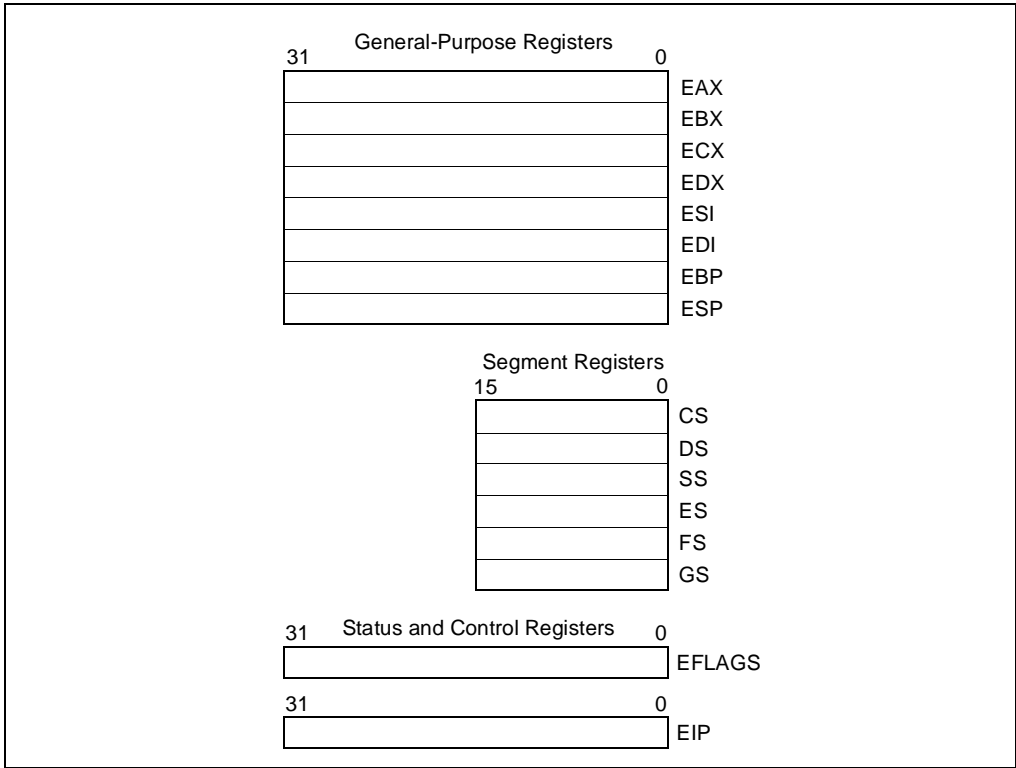 General-Purpose Registers
31 0
EAX
EBX
ECX
EDX
ESI
EDI
EBP
ESP
Segment Registers
15 0
CS
DS
SS
ES
FS
GS
31 Status and Control Registers 0
EFLAGS
31 0
EIP